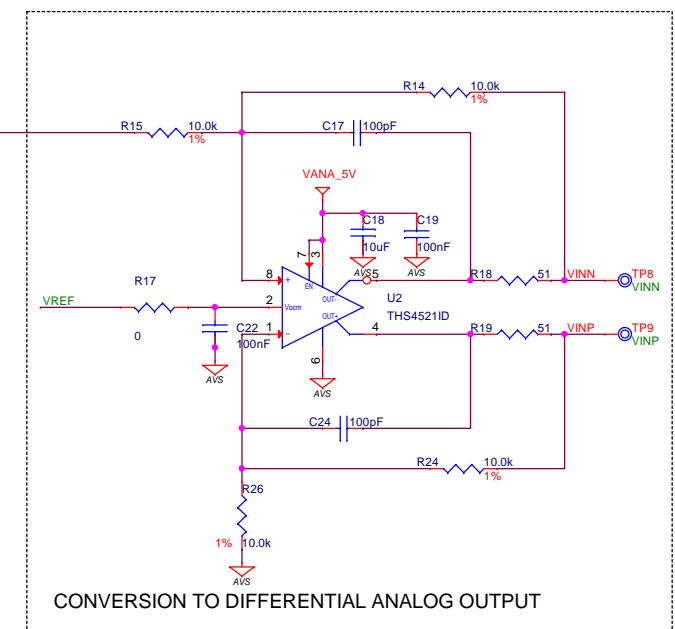 R14 10.0k
1%
R15 10.0k
1%
C17 100pF
VANA_5V
C18
10uF
C19
100nF
AVS
AVS
7
3
EN
8
+
5
OUT-
R18 51 VINN
TP8
VINN
R17
0
VREF
2
Vocm
U2
THS4521ID
C22
100nF
1
−
OUT+
4
R19 51 VINP
TP9
VINP
AVS
6
AVS
C24 100pF
R24 10.0k
1%
R26
1% 10.0k
AVS
CONVERSION TO DIFFERENTIAL ANALOG OUTPUT